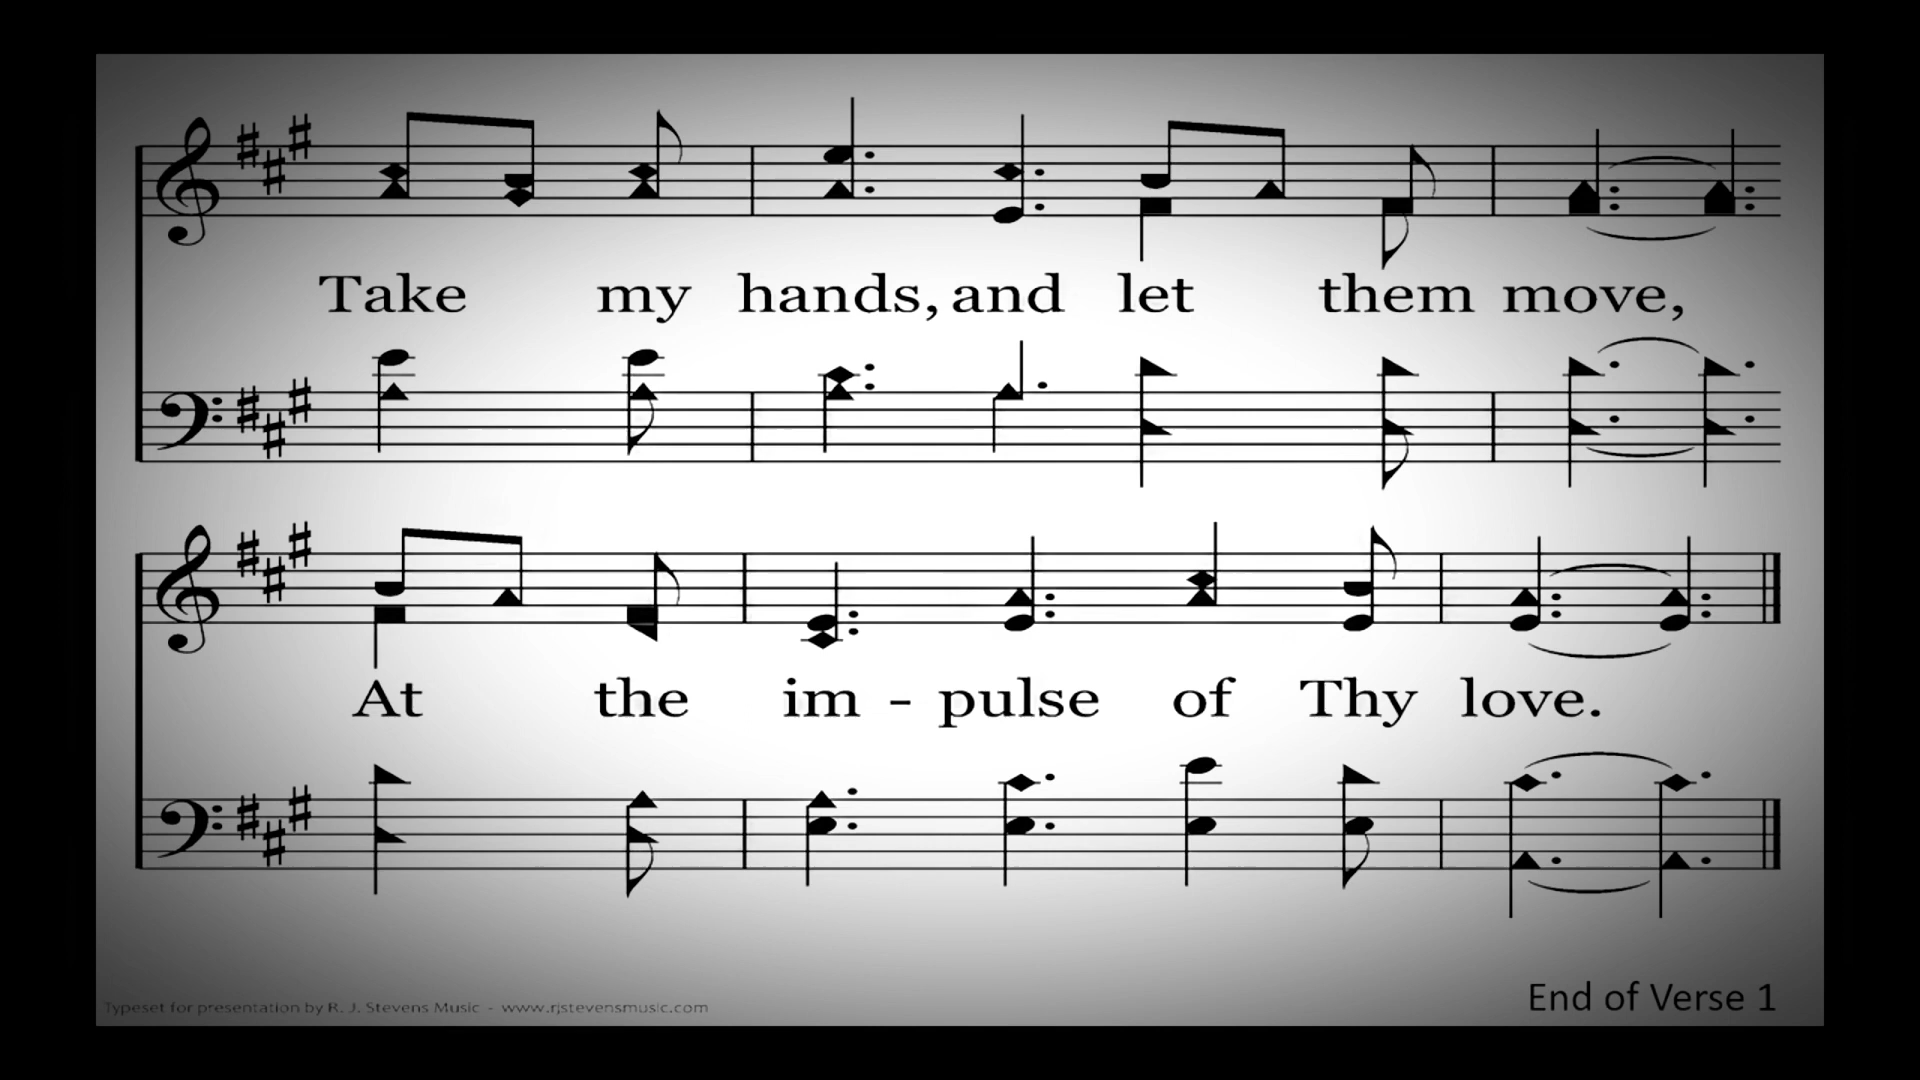 Take my hands, and let them move,
At the im - pulse of Thy love.
Typeset for presentation by R. J. Stevens Music - www.rjstevensmusic.com
End of Verse 1